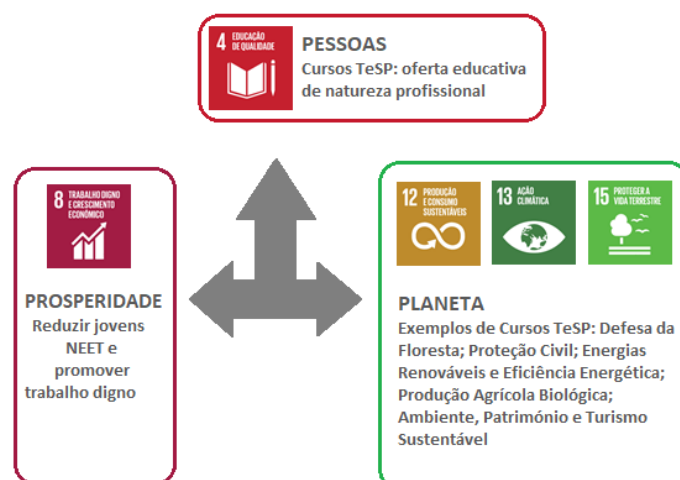 4 EDUCAÇÃO
DE QUALIDADE
PESSOAS
Cursos TeSP: oferta educativa
de natureza profissional
8 TRABALHO DIGNO
E CRESCIMENTO
ECONÓMICO
PROSPERIDADE
Reduzir jovens
NEET e
promover
trabalho digno
12 PRODUÇÃO
E CONSUMO
SUSTENTÁVEIS
13 AÇÃO
CLIMÁTICA
15 PROTEGER A
VIDA TERRESTRE
PLANETA
Exemplos de Cursos TeSP: Defesa da
Floresta; Proteção Civil; Energias
Renováveis e Eficiência Energética;
Produção Agrícola Biológica;
Ambiente, Património e Turismo
Sustentável